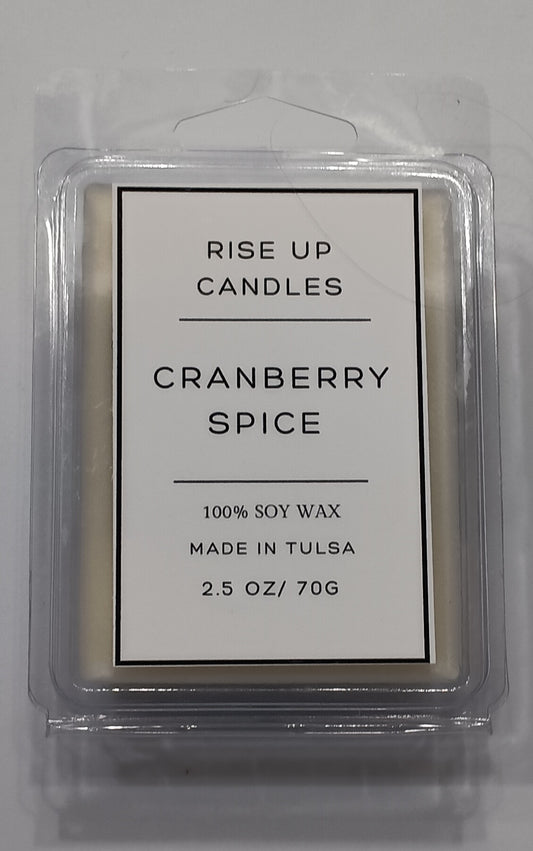 RISE UP
CANDLES
CRANBERRY
SPICE
100% SOY WAX
MADE IN TULSA
2.5 OZ/ 70G